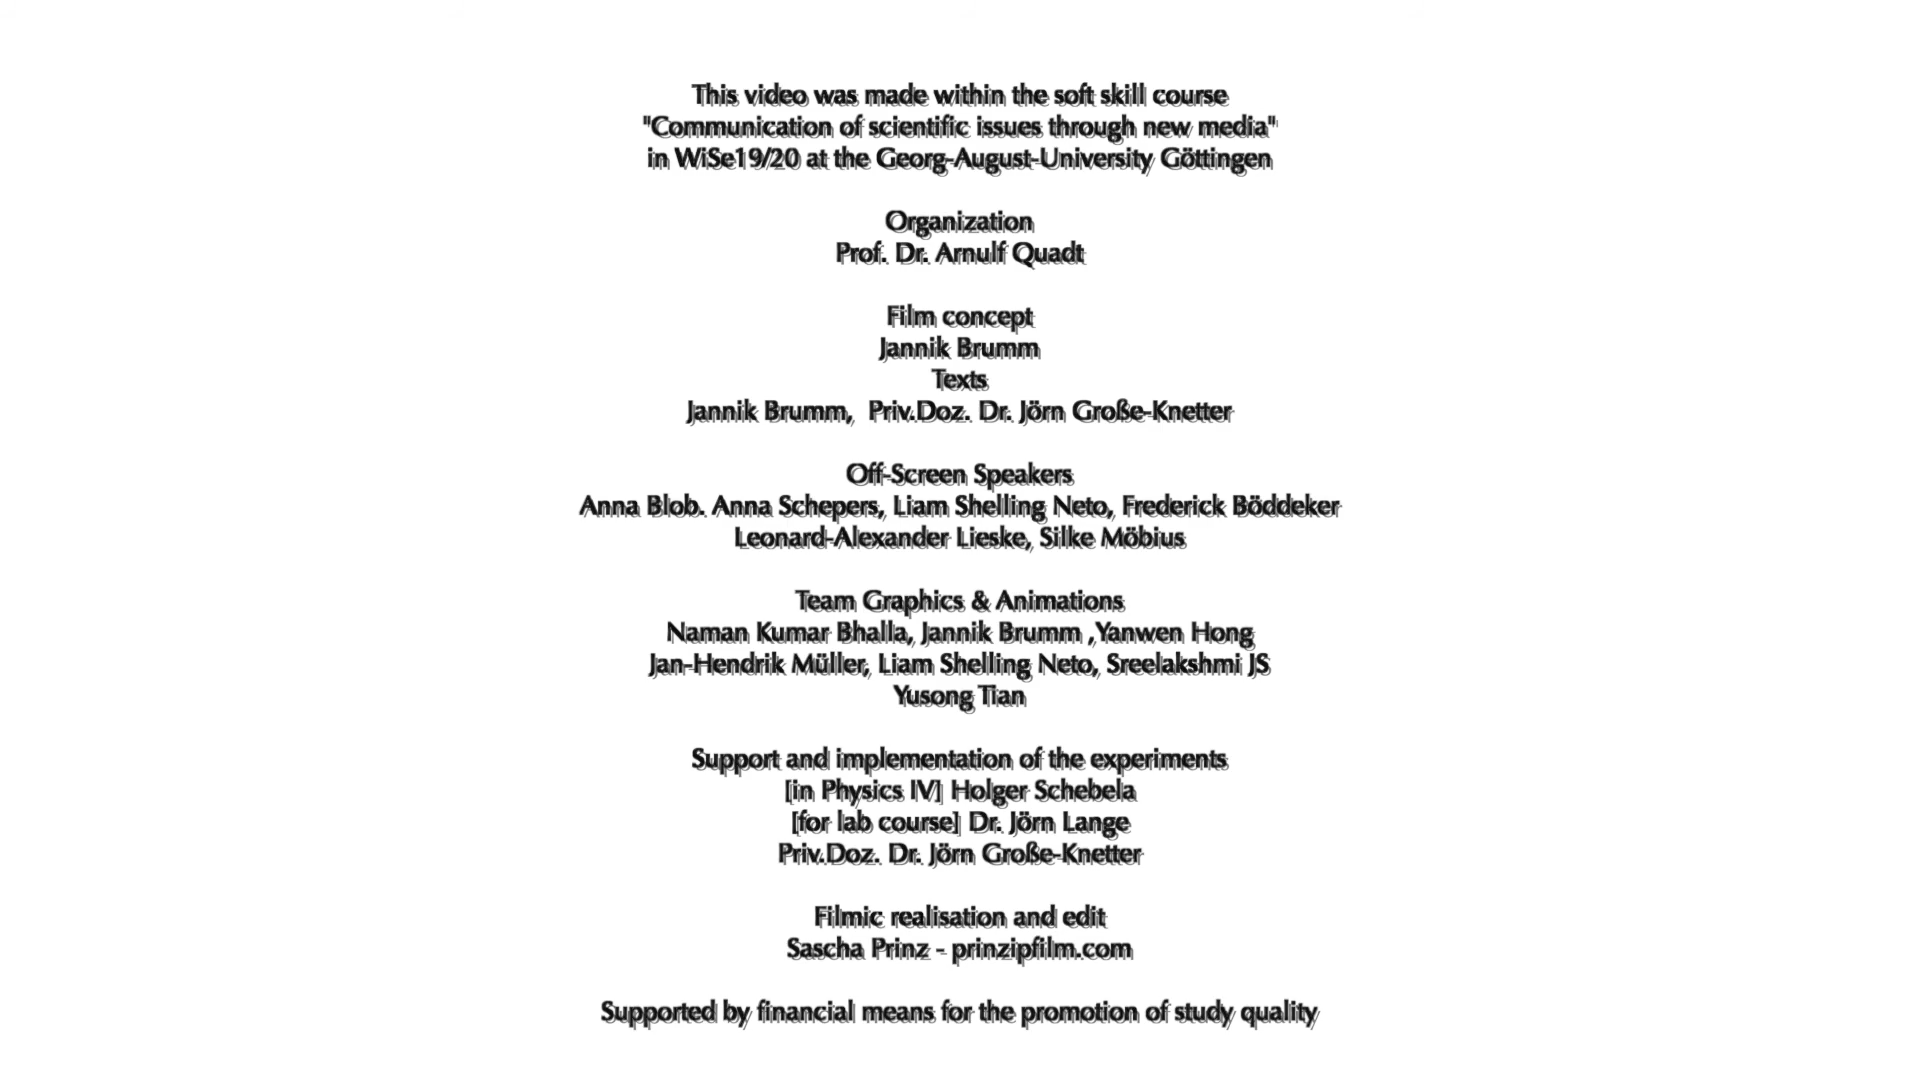 This video was made within the soft skill course
"Communication of scientific issues through new media"
in WiSe19/20 at the Georg-August-University Göttingen
Organization
Prof. Dr. Arnulf Quadt
Film concept
Jannik Brumm
Texts
Jannik Brumm,  Priv.Doz. Dr. Jörn Große-Knetter
Off-Screen Speakers
Anna Blob. Anna Schepers, Liam Shelling Neto, Frederick Böddeker
Leonard-Alexander Lieske, Silke Möbius
Team Graphics & Animations
Naman Kumar Bhalla, Jannik Brumm ,Yanwen Hong
Jan-Hendrik Müller, Liam Shelling Neto, Sreelakshmi JS
Yusong Tian
Support and implementation of the experiments
[in Physics IV] Holger Schebela
[for lab course] Dr. Jörn Lange
Priv.Doz. Dr. Jörn Große-Knetter
Filmic realisation and edit
Sascha Prinz - prinzipfilm.com
Supported by financial means for the promotion of study quality